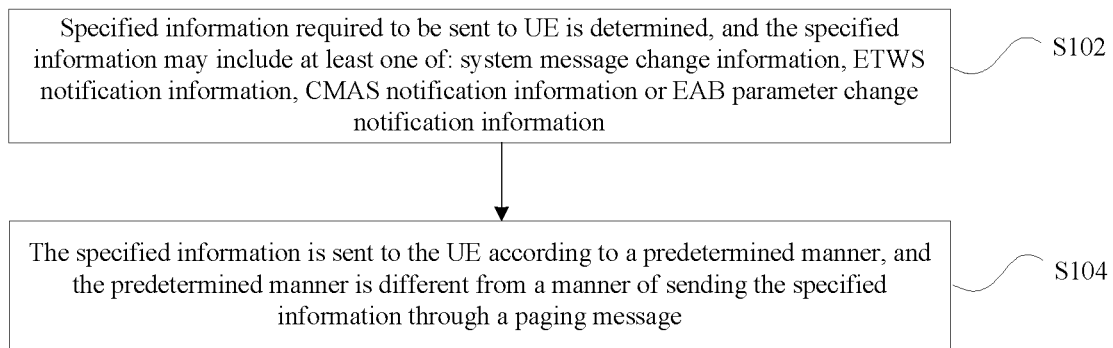 Specified information required to be sent to UE is determined, and the specified
information may include at least one of: system message change information, ETWS
notification information, CMAS notification information or EAB parameter change
notification information
S102
The specified information is sent to the UE according to a predetermined manner, and
the predetermined manner is different from a manner of sending the specified
information through a paging message
S104